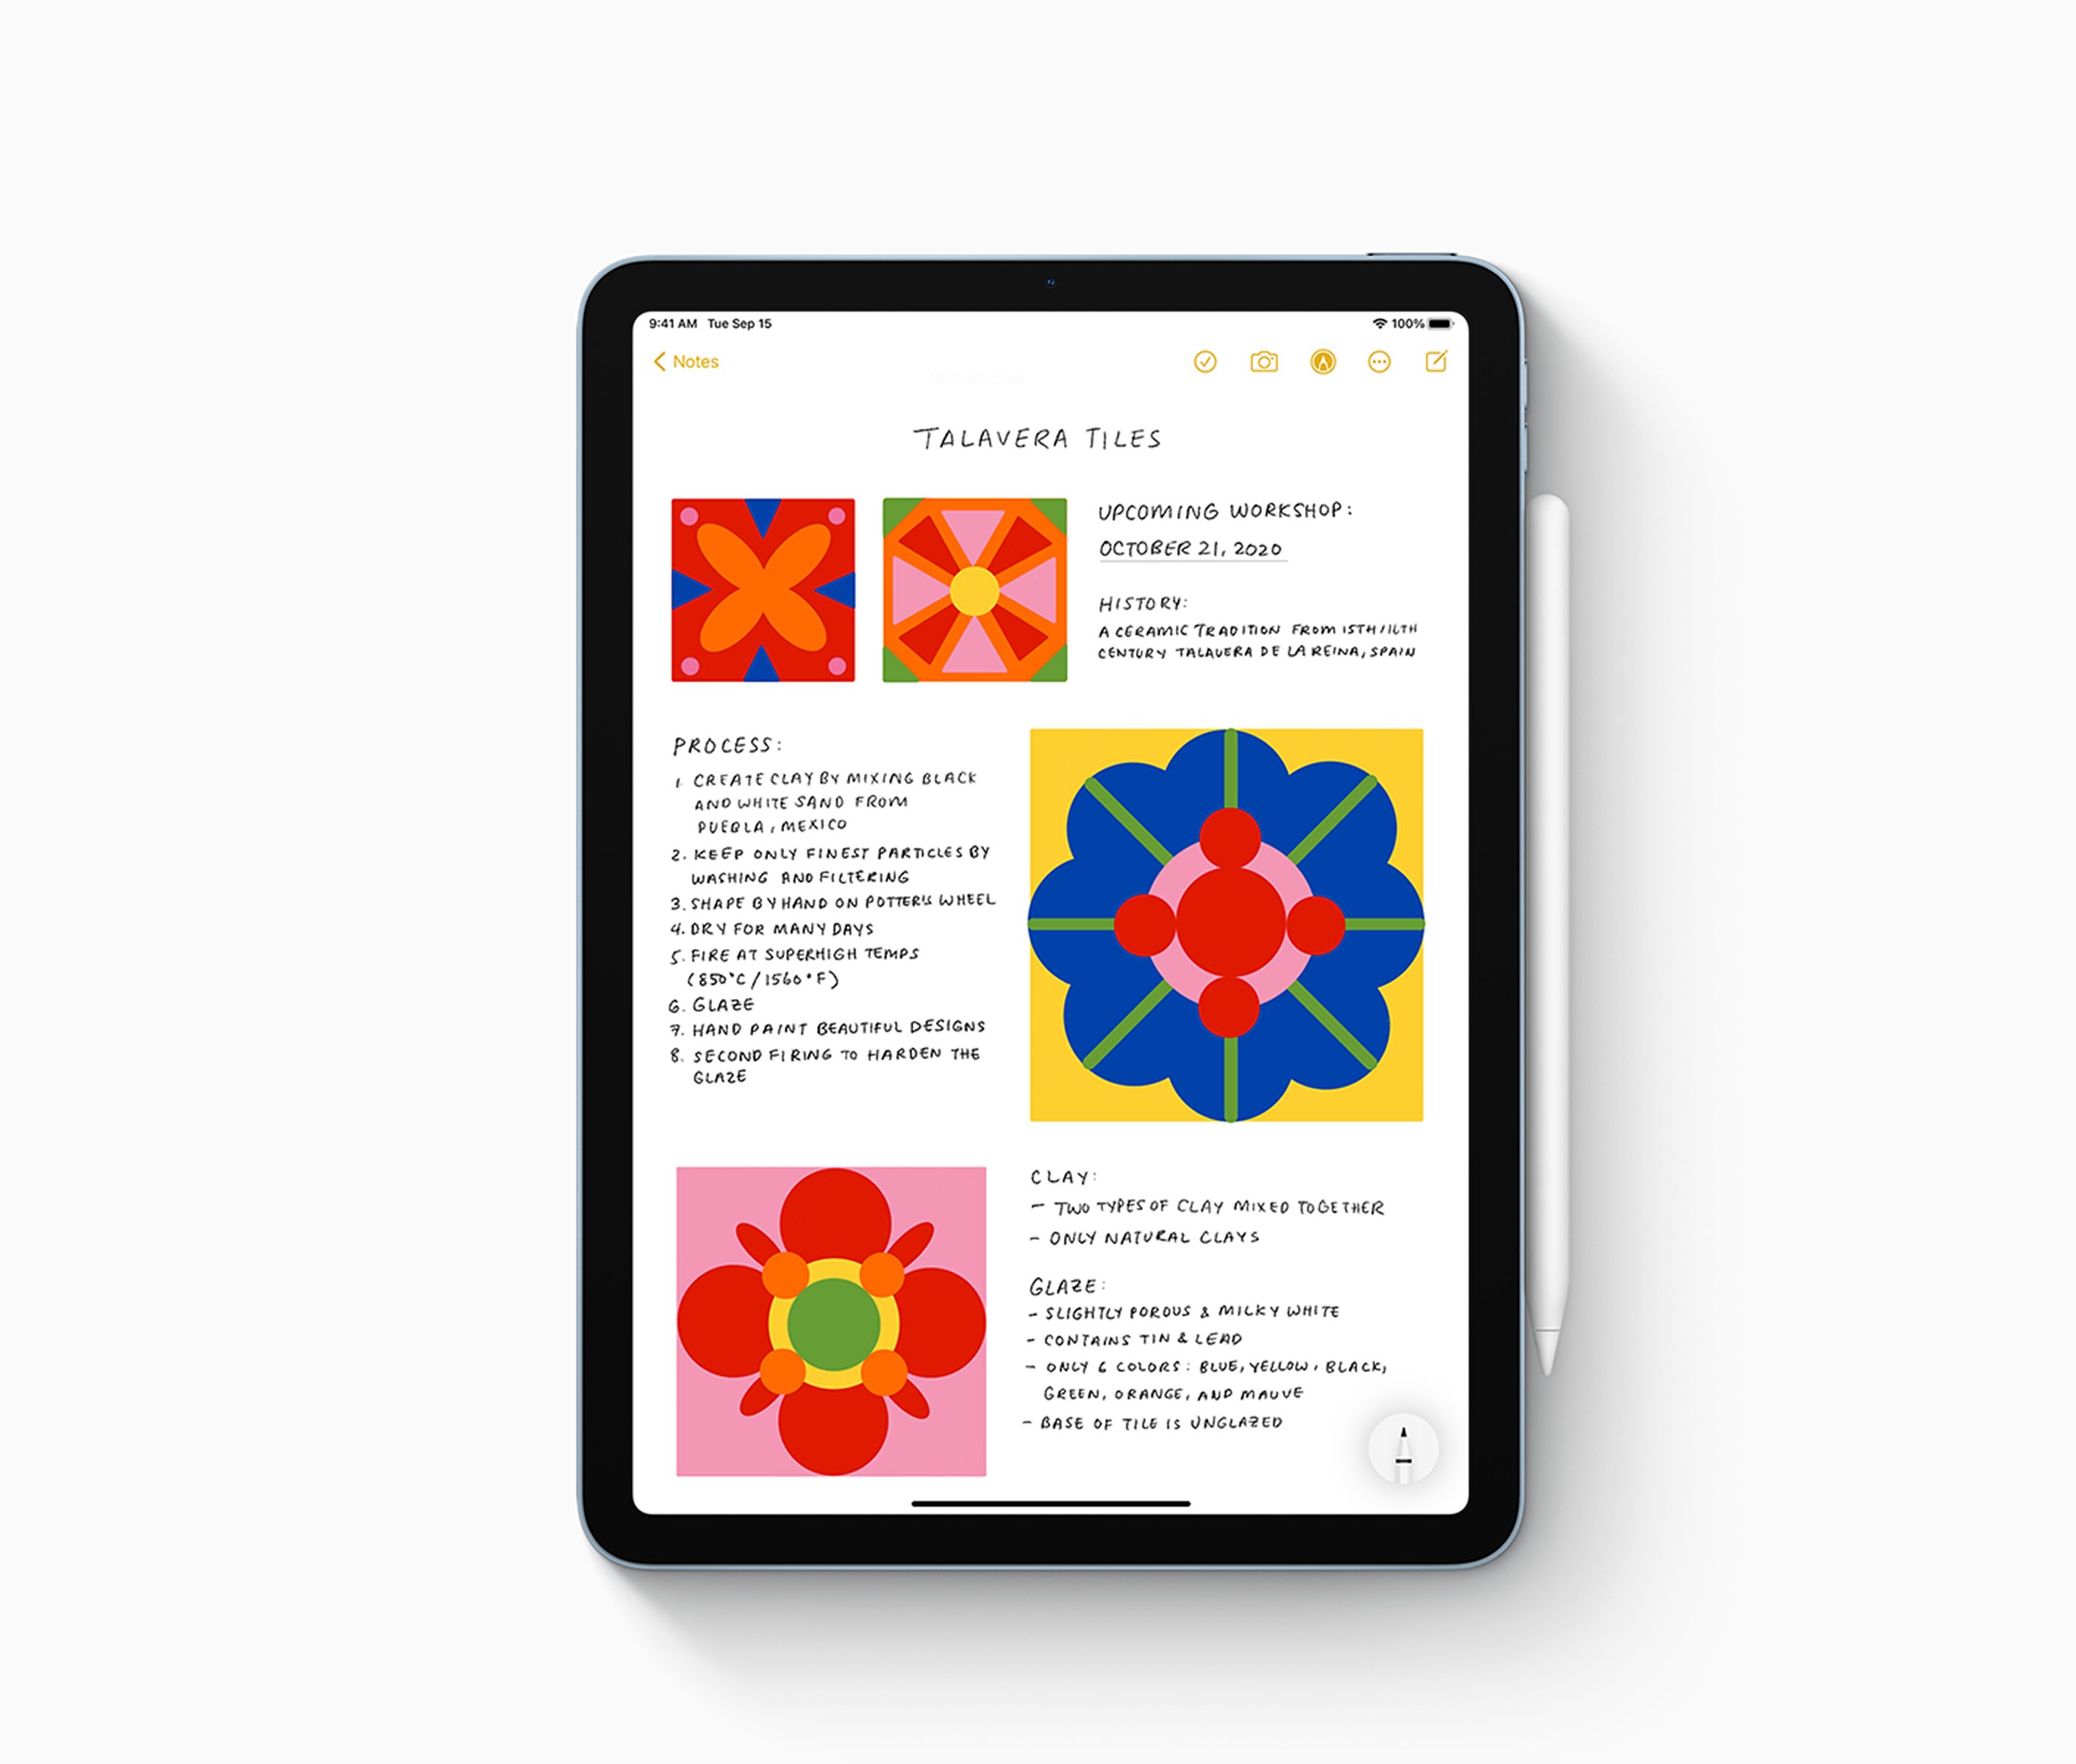 9:41 AM Tue Sep 15
100%
Notes
TALAVERA TILES
UPCOMING WORKSHOP:
OCTOBER 21, 2020
HISTORY:
A CERAMIC TRADITION FROM 15TH/16TH
CENTURY TALAVERA DE LA REINA, SPAIN
PROCESS:
1. CREATE CLAY BY MIXING BLACK
AND WHITE SAND FROM
PUEBLA, MEXICO
2. KEEP ONLY FINEST PARTICLES BY
WASHING AND FILTERING
3. SHAPE BY HAND ON POTTER'S WHEEL
4. DRY FOR MANY DAYS
5. FIRE AT SUPERHIGH TEMPS
(850°C/1560°F)
6. GLAZE
7. HAND PAINT BEAUTIFUL DESIGNS
8. SECOND FIRING TO HARDEN THE
GLAZE
CLAY:
- TWO TYPES OF CLAY MIXED TOGETHER
- ONLY NATURAL CLAYS
GLAZE:
- SLIGHTLY POROUS & MILKY WHITE
- CONTAINS TIN & LEAD
- ONLY 6 COLORS: BLUE, YELLOW, BLACK,
GREEN, ORANGE, AND MAUVE
- BASE OF TILE IS UNGLAZED